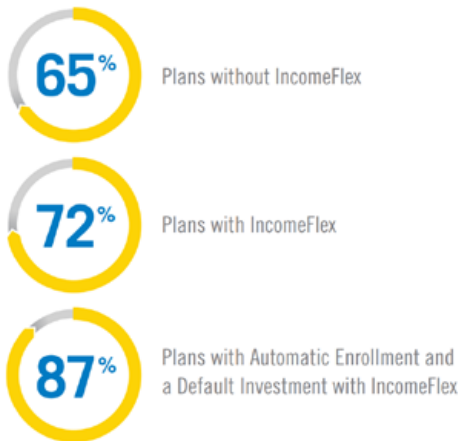 65%
Plans without IncomeFlex
72%
Plans with IncomeFlex
87%
Plans with Automatic Enrollment and
a Default Investment with IncomeFlex